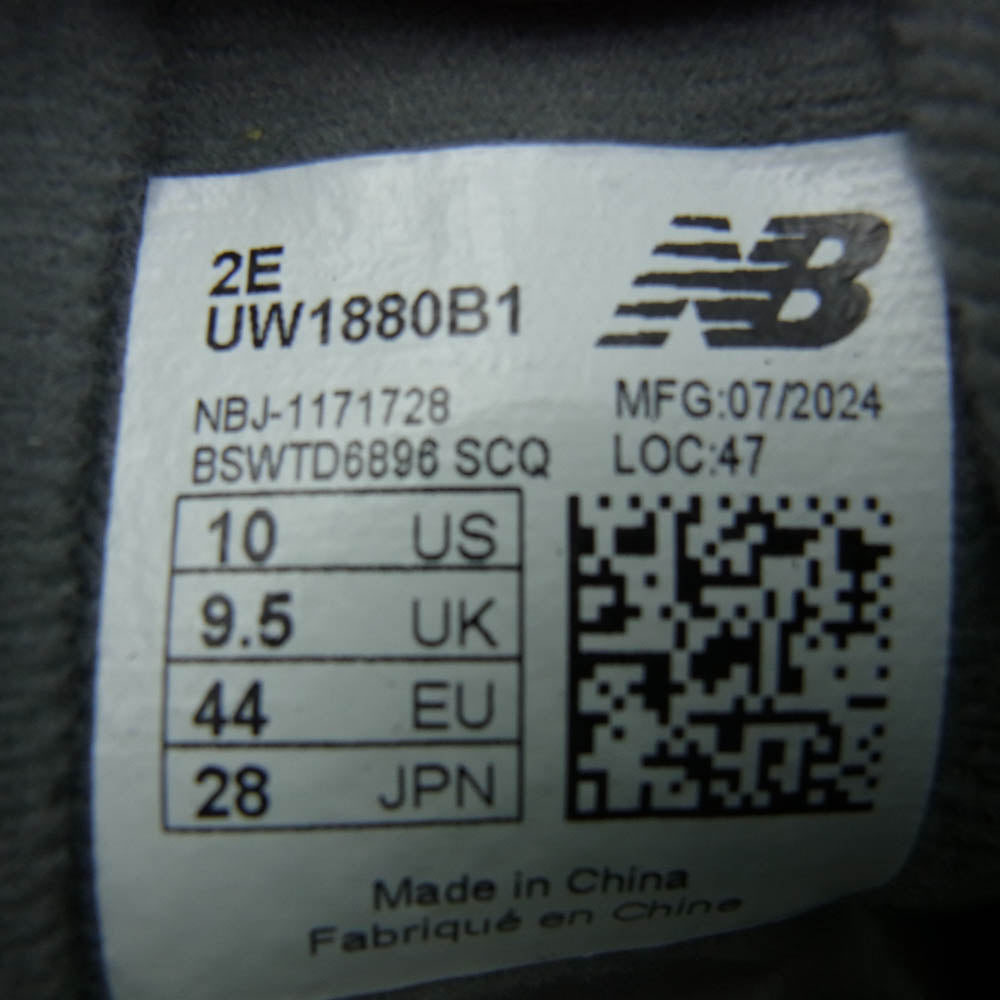 2E
UW1880B1
NB
NBJ-1171728
BSWTD6896 SCQ
MFG:07/2024
LOC:47
10 US
9.5 UK
44 EU
28 JPN
Made in China
Fabriqué en Chine